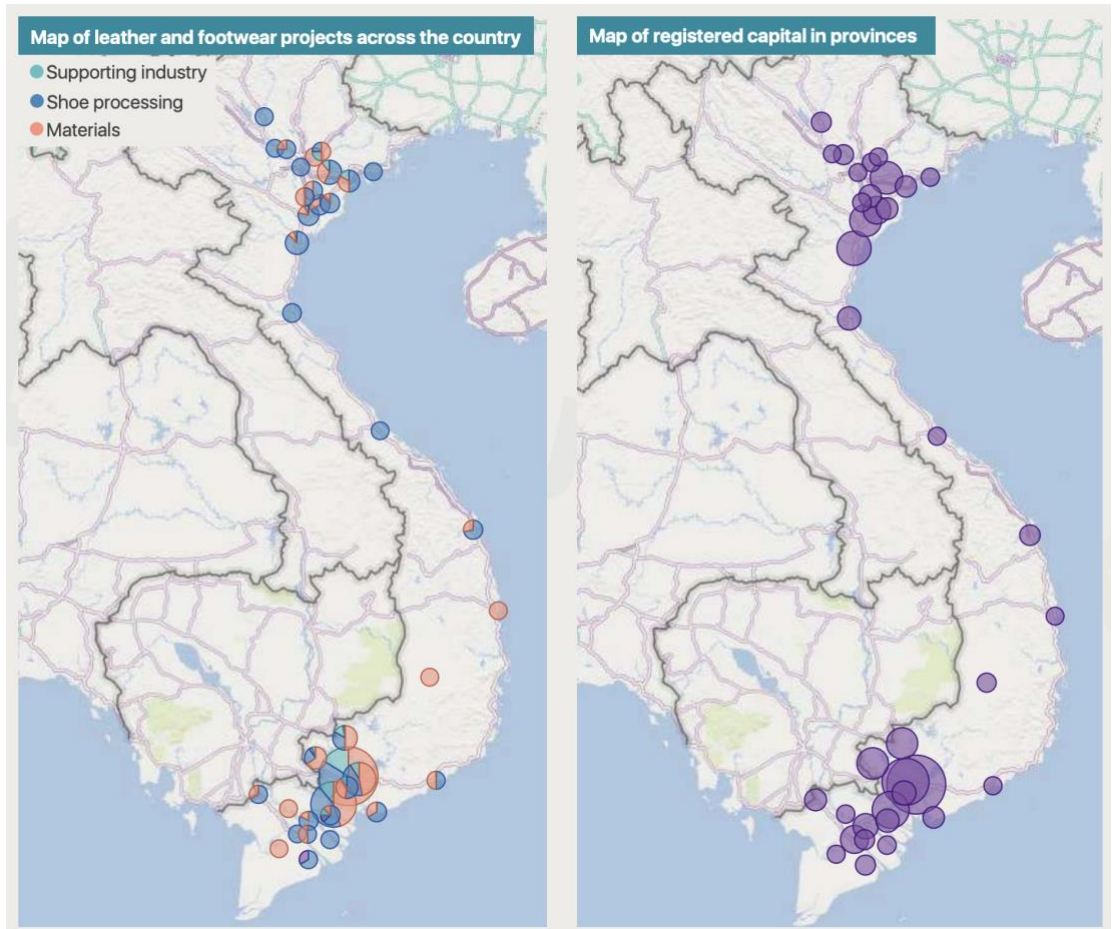 Map of leather and footwear projects across the country
Supporting industry
Shoe processing
Materials
Map of registered capital in provinces